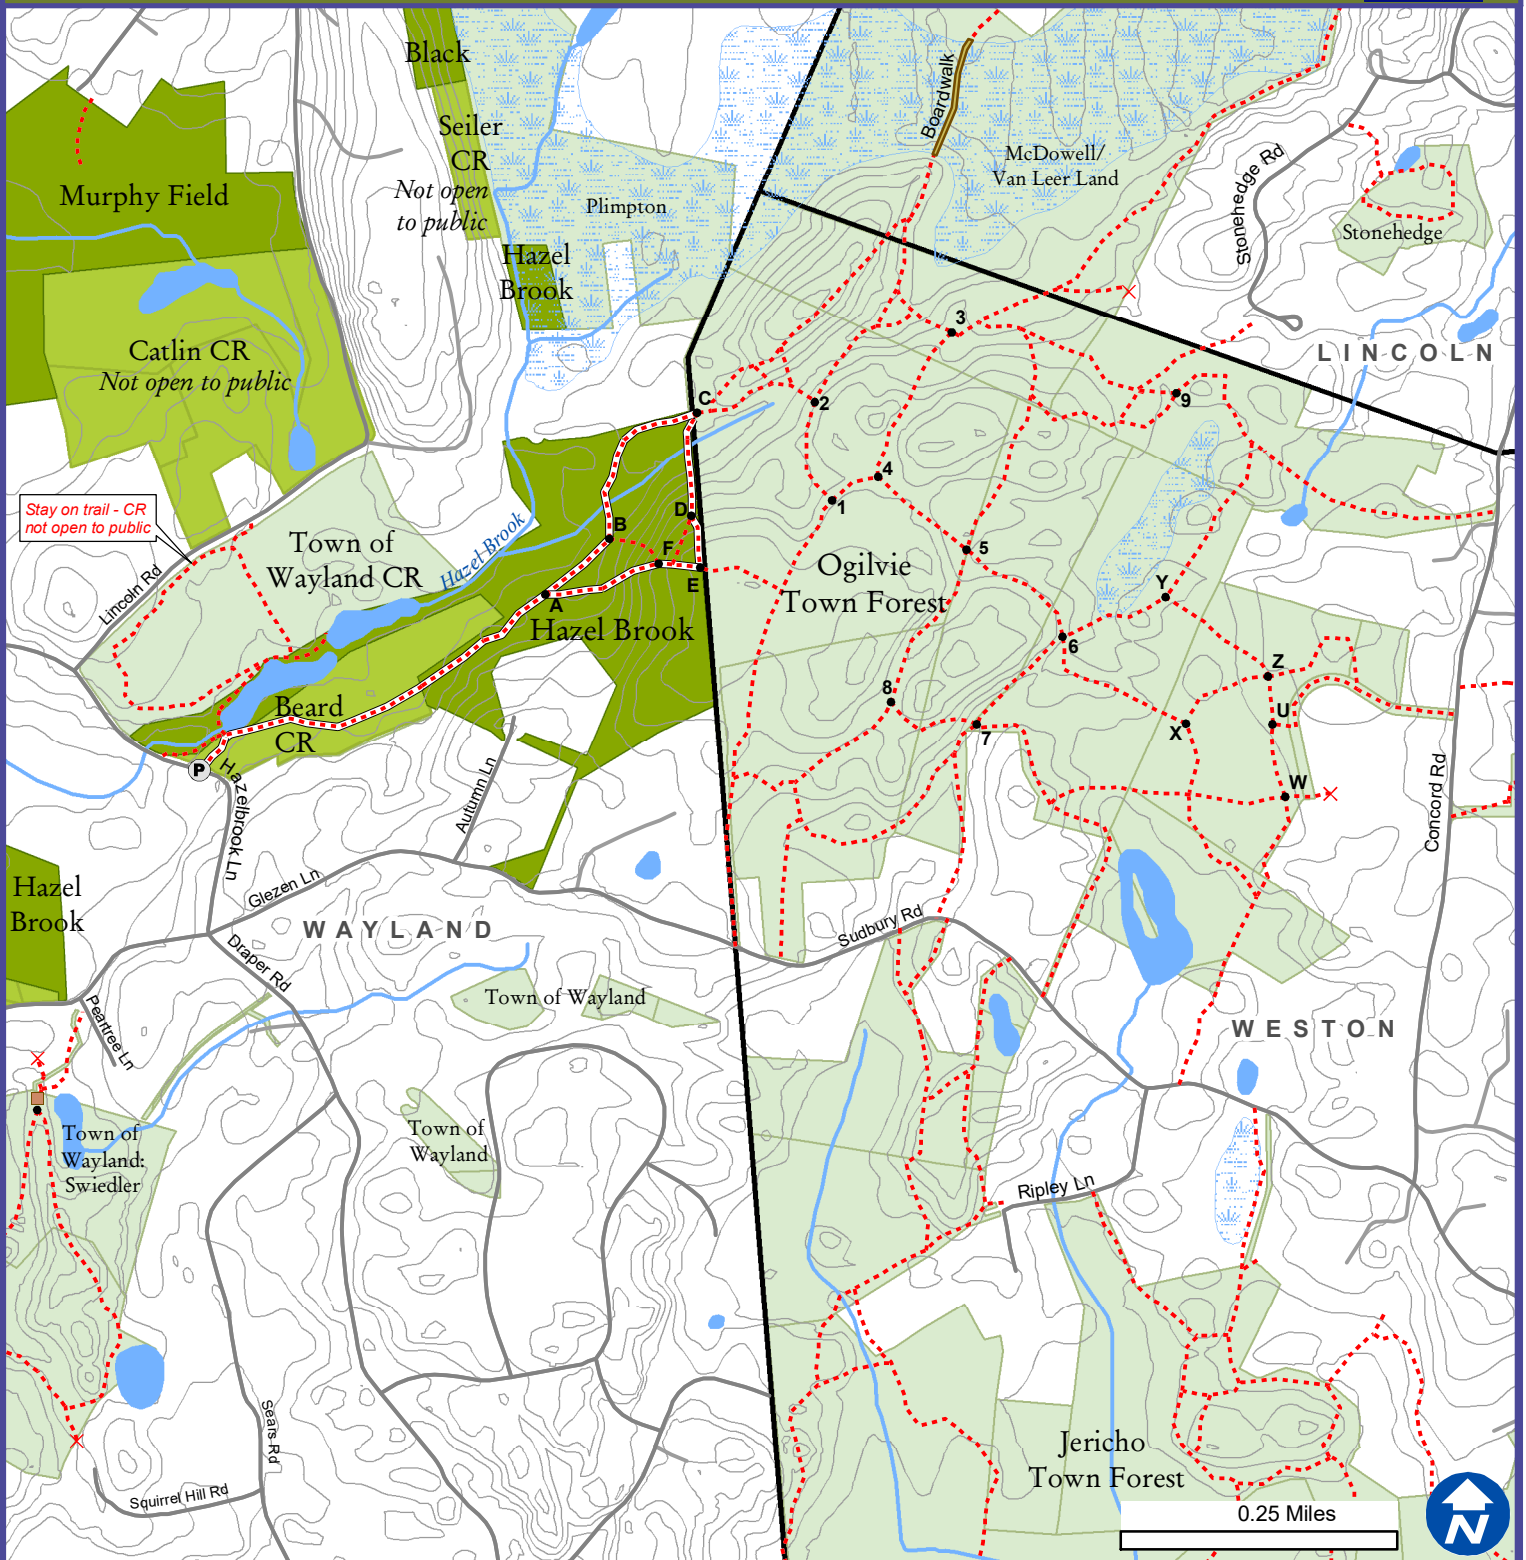 Black
Seiler
CR
Not open
to public
Boardwalk
McDowell/
Van Leer Land
Stonehedge Rd
Stonehedge
Murphy Field
Plimpton
Hazel
Brook
Catlin CR
Not open to public
LINCOLN
3
2
9
C
4
1
Stay on trail - CR
not open to public
Town of
Wayland CR
Lincoln Rd
Hazel Brook
B
D
F
E
A
Hazel Brook
5
Ogilvie
Town Forest
Y
6
Z
8
7
X
U
W
Beard
CR
P
Hazelbrook Ln
Autumn Ln
Concord Rd
Glezen Ln
Hazel
Brook
WAYLAND
Sudbury Rd
Draper Rd
Peartree Ln
Town of Wayland
WESTON
Town of
Wayland:
Swiedler
Town of
Wayland
Ripley Ln
Sears Rd
Squirrel Hill Rd
Jericho
Town Forest
0.25 Miles
N